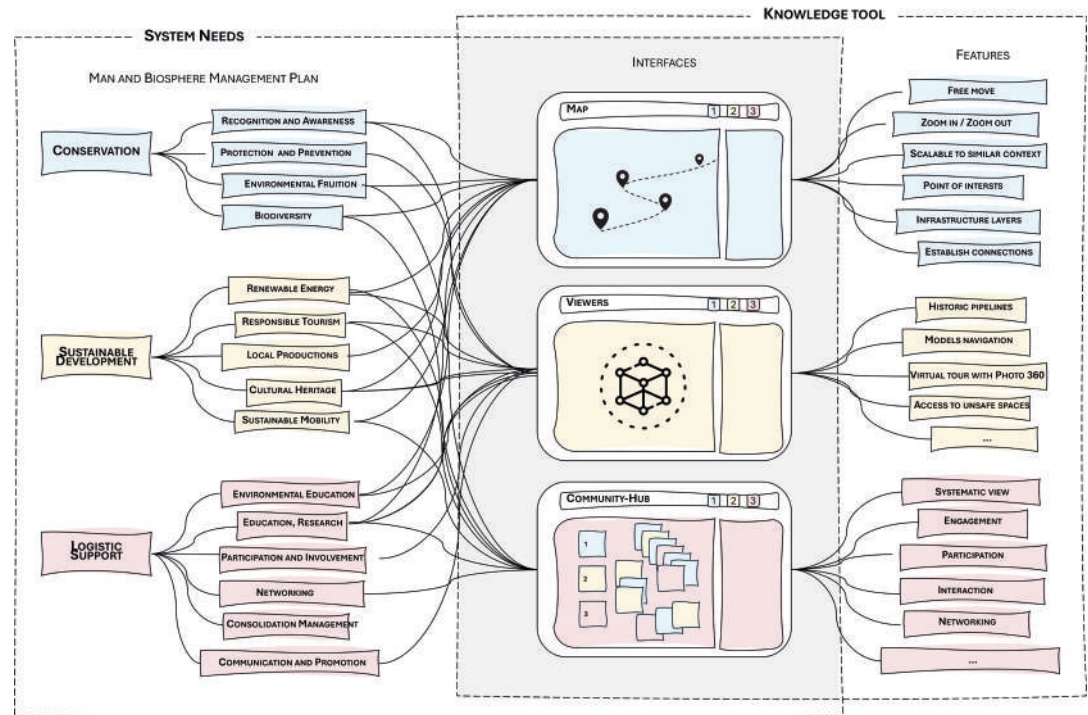 KNOWLEDGE TOOL
SYSTEM NEEDS
MAN AND BIOSPHERE MANAGEMENT PLAN
INTERFACES
FEATURES
CONSERVATION
RECOGNITION AND AWARENESS
PROTECTION AND PREVENTION
ENVIRONMENTAL FRUITION
BIODIVERSITY
SUSTAINABLE
DEVELOPMENT
RENEWABLE ENERGY
RESPONSIBLE TOURISM
LOCAL PRODUCTIONS
CULTURAL HERITAGE
SUSTAINABLE MOBILITY
LOGISTIC
SUPPORT
ENVIRONMENTAL EDUCATION
EDUCATION, RESEARCH
PARTICIPATION AND INVOLVEMENT
NETWORKING
CONSOLIDATION MANAGEMENT
COMMUNICATION AND PROMOTION
MAP 1 2 3
VIEWERS 1 2 3
COMMUNITY-HUB 1 2 3
1
2
3
FREE MOVE
ZOOM IN / ZOOM OUT
SCALABLE TO SIMILAR CONTEXT
POINT OF INTERSTS
INFRASTRUCTURE LAYERS
ESTABLISH CONNECTIONS
HISTORIC PIPELINES
MODELS NAVIGATION
VIRTUAL TOUR WITH PHOTO 360
ACCESS TO UNSAFE SPACES
...
SYSTEMATIC VIEW
ENGAGEMENT
PARTICIPATION
INTERACTION
NETWORKING
...